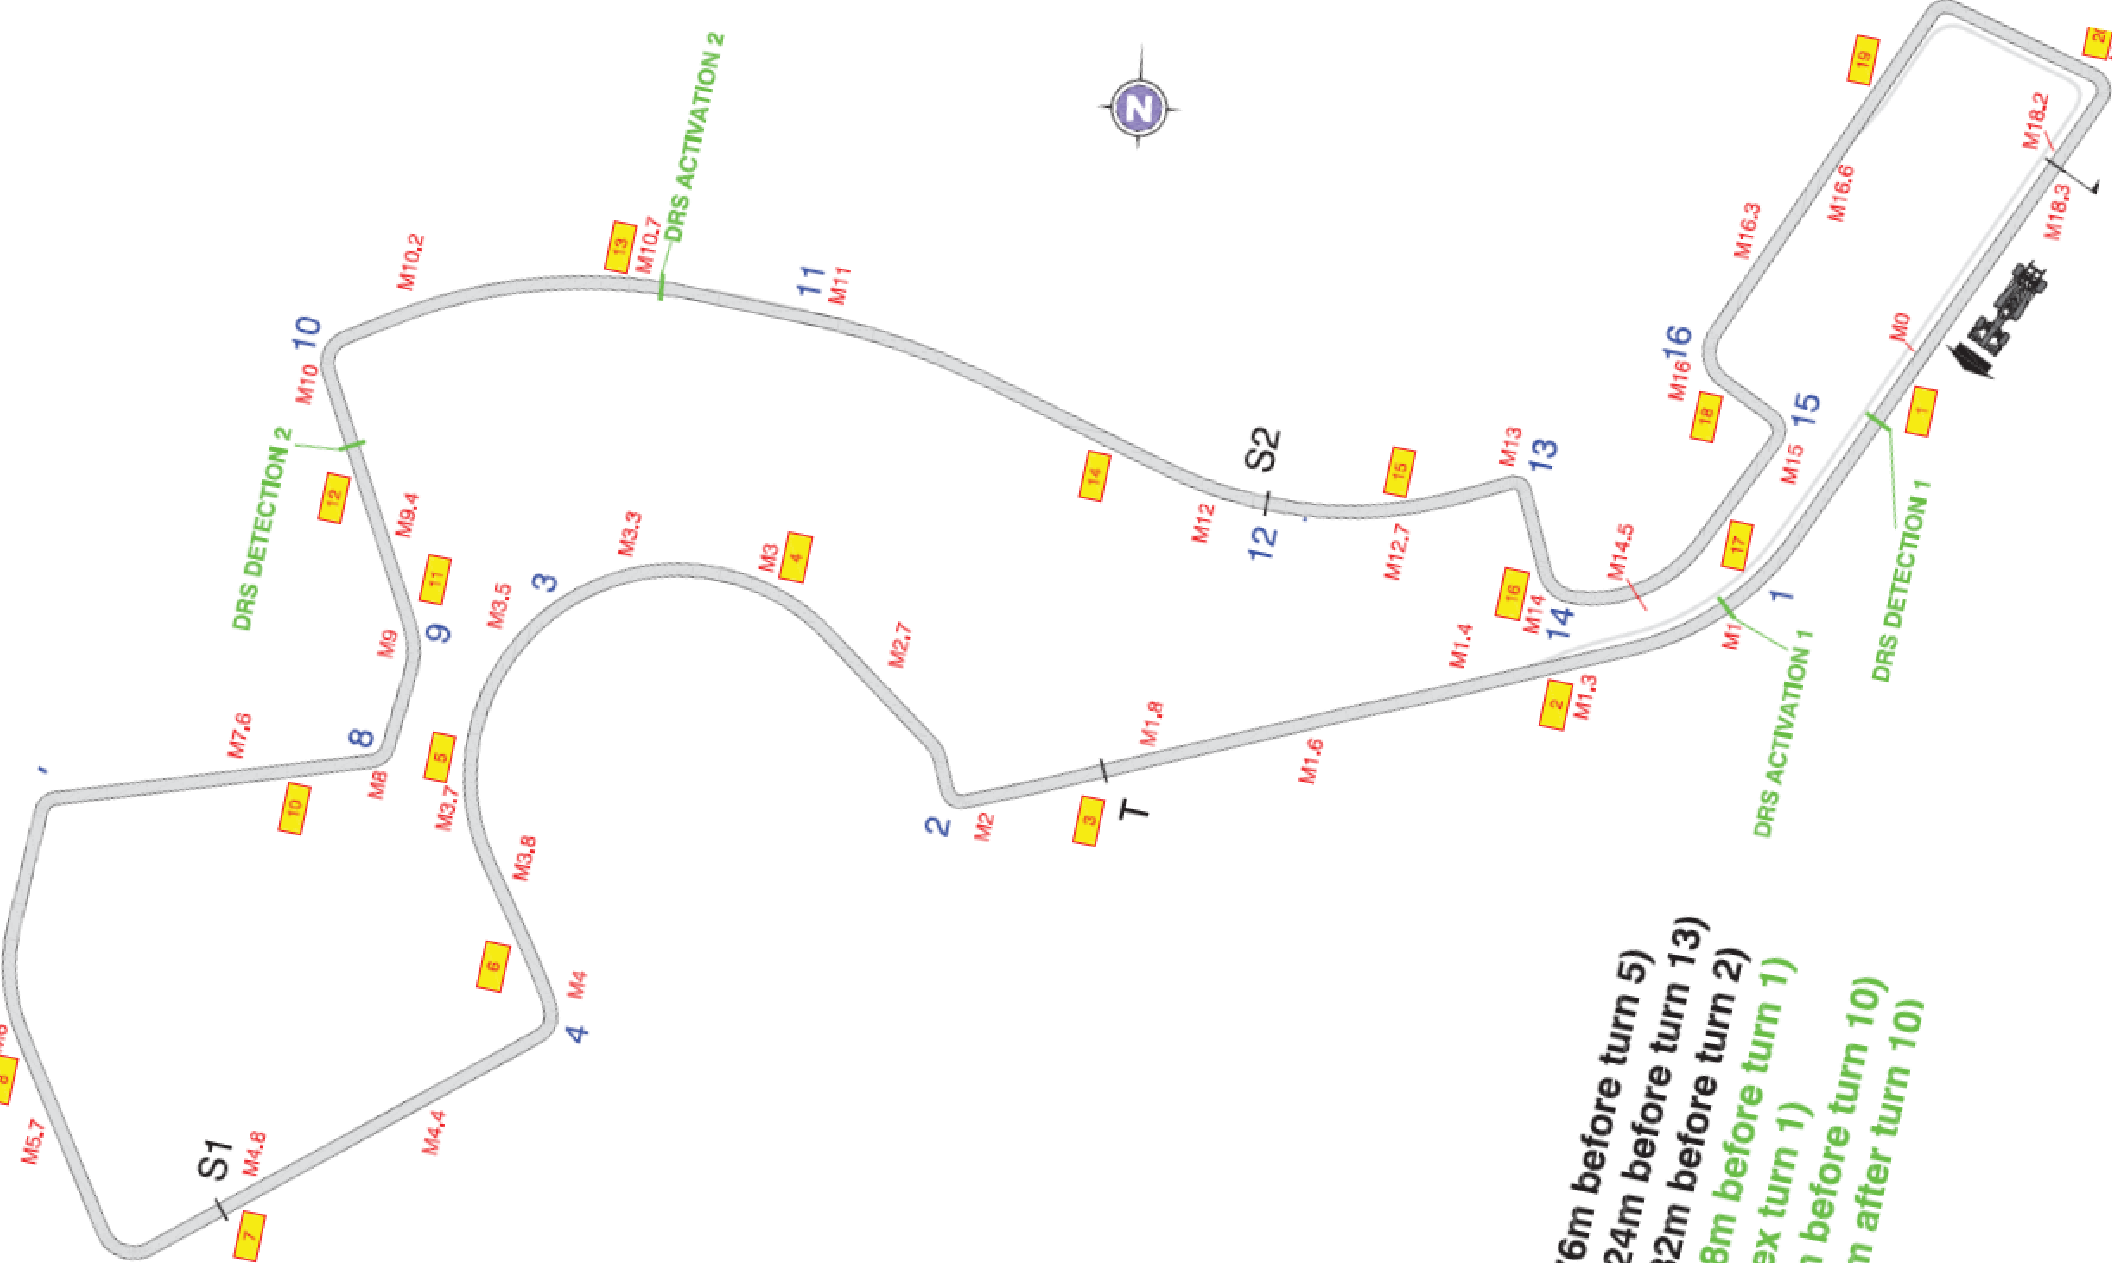 DRS ACTIVATION 2
N
19
M18.2
M16.6
M16.3
M18.3
13
M10.7
M10.2
11
M11
10
M10
16
M16
M0
1
18
15
M15
DRS DETECTION 2
12
M9.4
14
S2
15
M13
13
M12
12
M12.7
M3.3
M3
4
11
3
M3.5
M14.5
17
16
M14
14
1
M1
DRS DETECTION 1
DRS ACTIVATION 1
M9
9
M2.7
M1.4
2
M1.3
M7.6
8
M8
10
5
M3.7
M1.8
M1.6
3
T
2
M2
M3.8
6
M4
4
M5.7
M4.4
S1
M4.8
7
6m before turn 5)
24m before turn 13)
32m before turn 2)
8m before turn 1)
ex turn 1)
before turn 10)
m after turn 10)